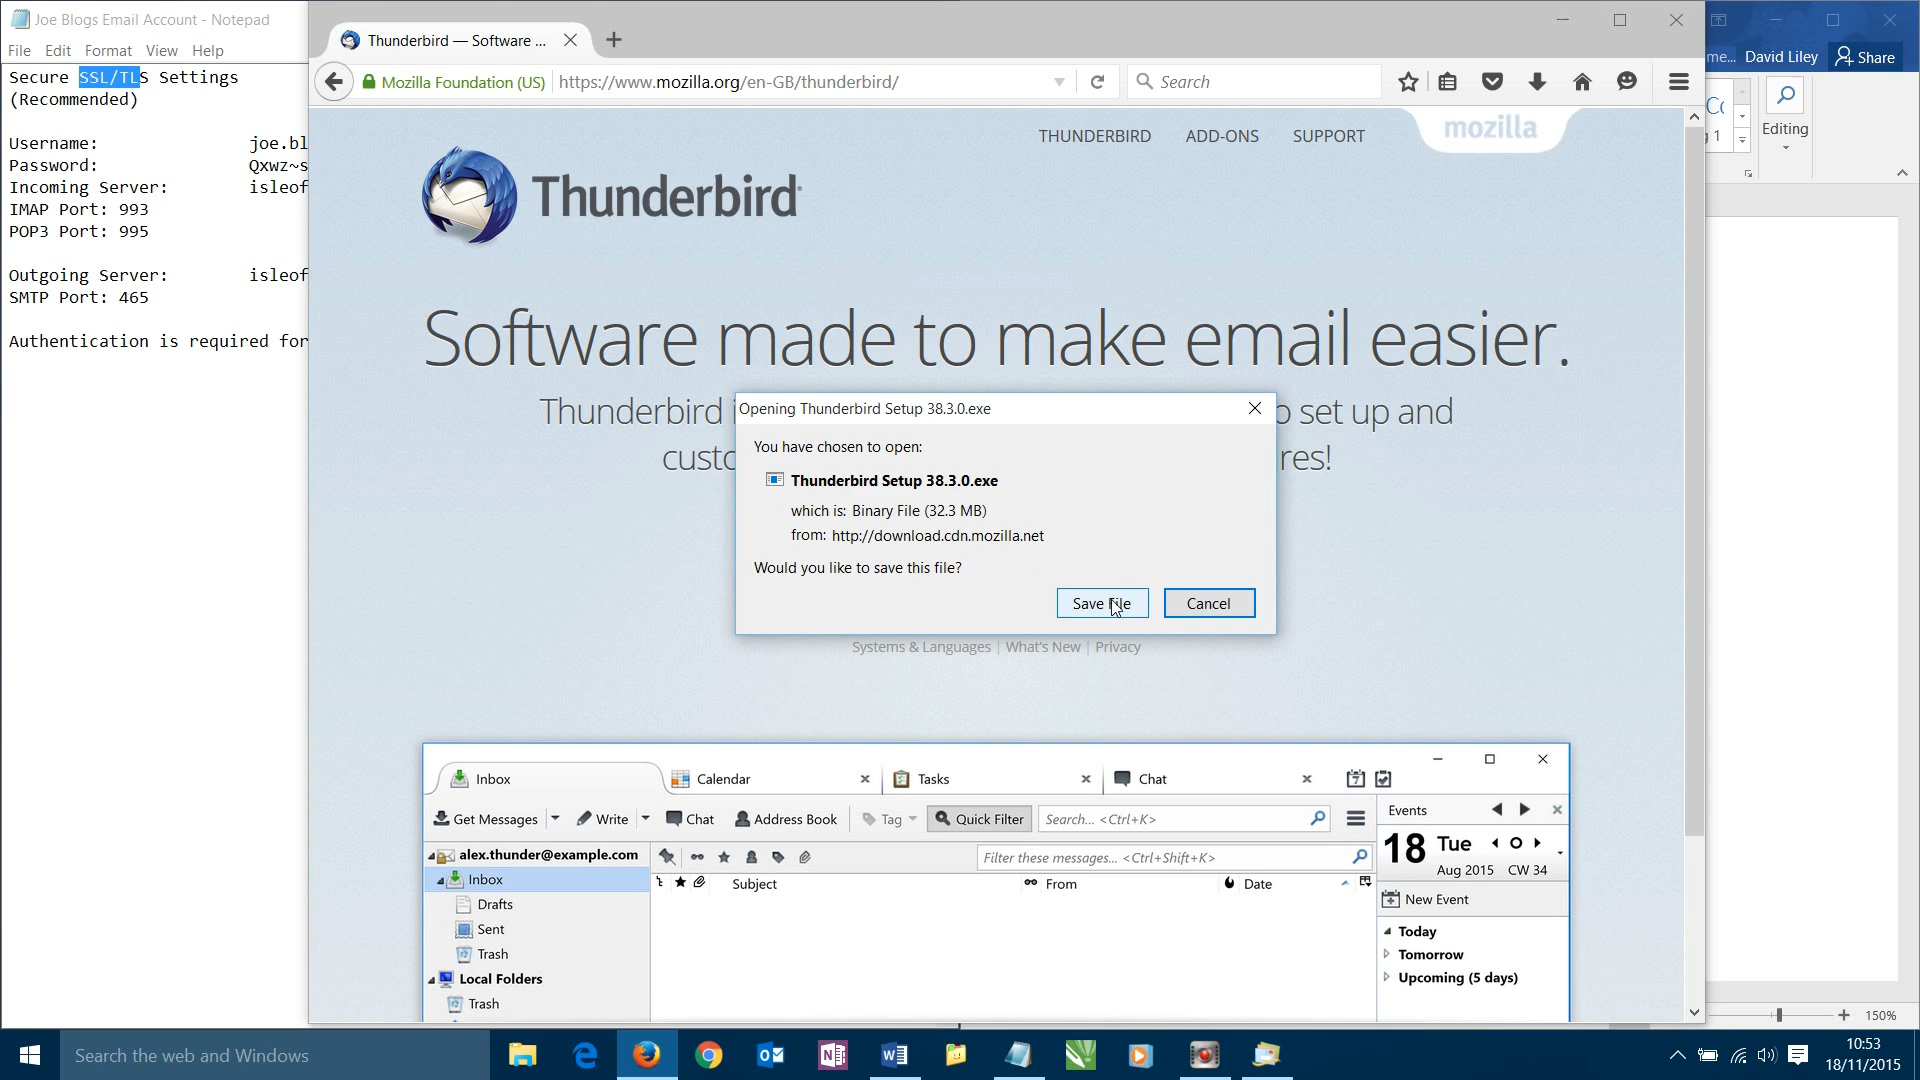 Joe Blogs Email Account - Notepad
File Edit Format View Help
Secure SSL/TLS Settings
(Recommended)
Username: joe.bl
Password: Qxwz~s
Incoming Server: isleof
IMAP Port: 993
POP3 Port: 995
Outgoing Server: isleof
SMTP Port: 465
Authentication is required for
Thunderbird — Software ...
Mozilla Foundation (US) https://www.mozilla.org/en-GB/thunderbird/
Search
THUNDERBIRD ADD-ONS SUPPORT
mozilla
Thunderbird
Software made to make email easier.
Thunderbird i o set up and
custo res!
Opening Thunderbird Setup 38.3.0.exe
You have chosen to open:
Thunderbird Setup 38.3.0.exe
which is: Binary File (32.3 MB)
from: http://download.cdn.mozilla.net
Would you like to save this file?
Save File Cancel
Systems & Languages | What's New | Privacy
Inbox Calendar Tasks Chat
Get Messages Write Chat Address Book Tag Quick Filter Search... <Ctrl+K>
alex.thunder@example.com
Filter these messages... <Ctrl+Shift+K>
Subject From Date
Inbox
Drafts
Sent
Trash
Local Folders
Trash
Events
18 Tue
Aug 2015 CW 34
New Event
Today
Tomorrow
Upcoming (5 days)
me... David Liley Share
Editing
150%
Search the web and Windows
10:53
18/11/2015